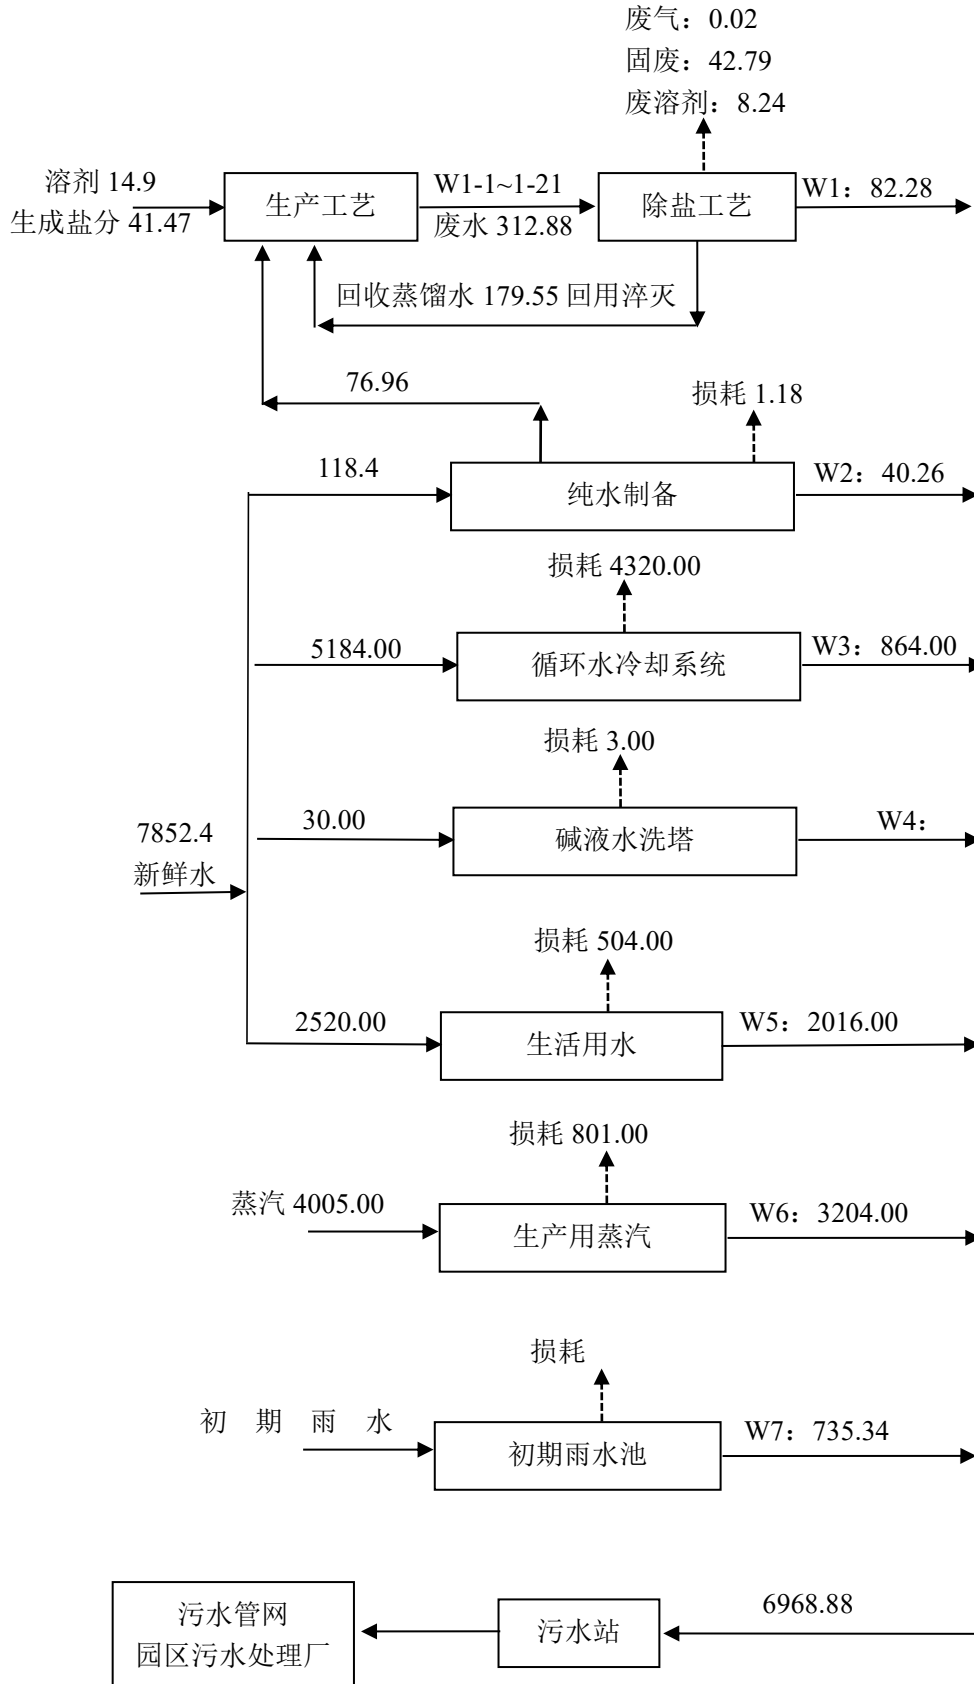 废气：0.02
固废：42.79
废溶剂：8.24
溶剂 14.9
生成盐分 41.47
生产工艺
W1-1~1-21
废水 312.88
除盐工艺
W1：82.28
回收蒸馏水 179.55 回用淬灭
76.96
损耗 1.18
118.4
纯水制备
W2：40.26
损耗 4320.00
5184.00
循环水冷却系统
W3：864.00
损耗 3.00
30.00
碱液水洗塔
W4：
7852.4
新鲜水
损耗 504.00
2520.00
生活用水
W5：2016.00
损耗 801.00
蒸汽 4005.00
生产用蒸汽
W6：3204.00
损耗
初 期 雨 水
初期雨水池
W7：735.34
污水管网
园区污水处理厂
污水站
6968.88